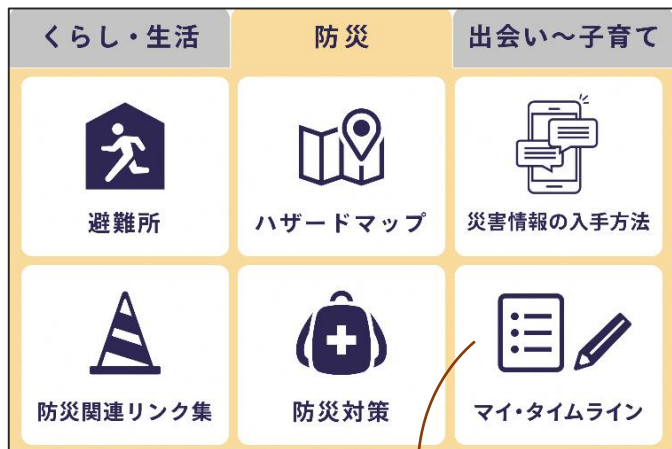 くらし・生活
防災
出会い〜子育て
避難所
ハザードマップ
災害情報の入手方法
防災関連リンク集
防災対策
マイ・タイムライン